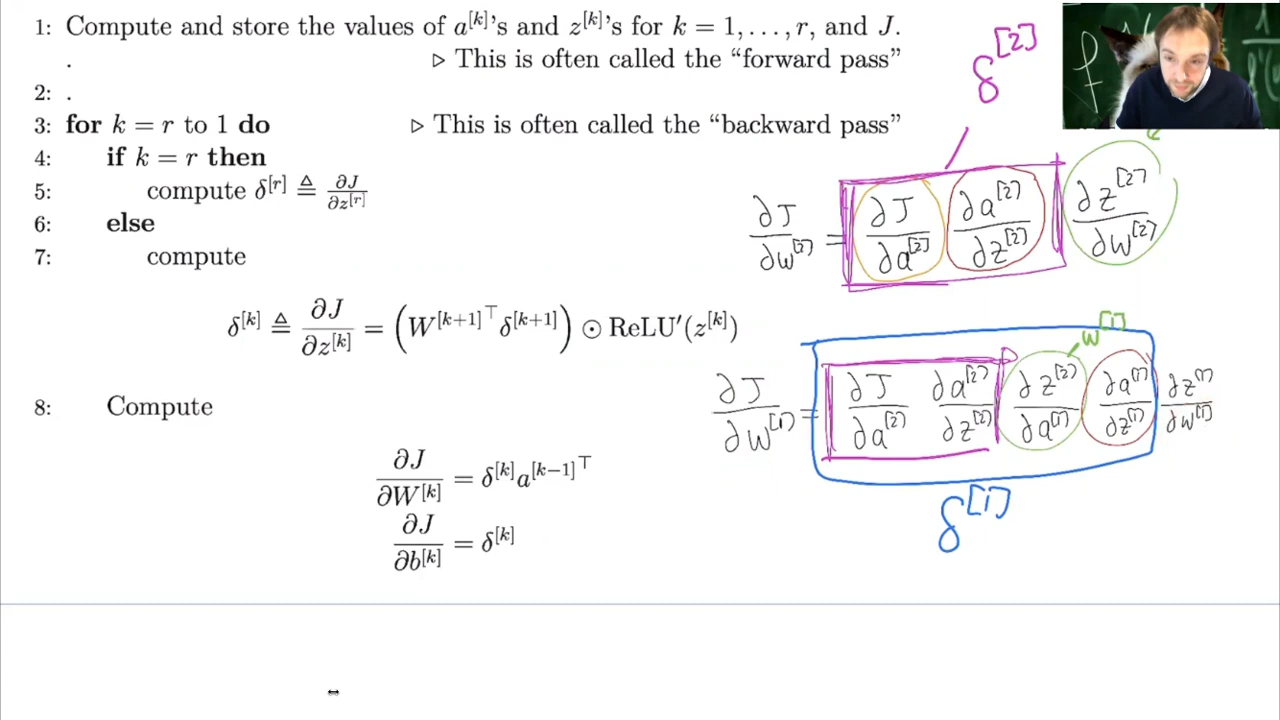 1: Compute and store the values of a^[k]'s and z^[k]'s for k = 1, . . . , r, and J.
. ▷ This is often called the “forward pass”
2: .
3: for k = r to 1 do ▷ This is often called the “backward pass”
4: if k = r then
5: compute δ^[r] ≜ ∂J/∂z^[r]
6: else
7: compute
δ^[k] ≜ ∂J/∂z^[k] = (W^[k+1]^⊤ δ^[k+1]) ⊙ ReLU′(z^[k])
8: Compute
∂J/∂W^[k] = δ^[k] a^[k−1]^⊤
∂J/∂b^[k] = δ^[k]
δ^[2]
∂J/∂w^[2] = ∂J/∂a^[2] ∂a^[2]/∂z^[2] ∂z^[2]/∂w^[2]
w^[1]
∂J/∂w^[1] = ∂J/∂a^[2] ∂a^[2]/∂z^[2] ∂z^[2]/∂a^[1] ∂a^[1]/∂z^[1] ∂z^[1]/∂w^[1]
δ^[1]